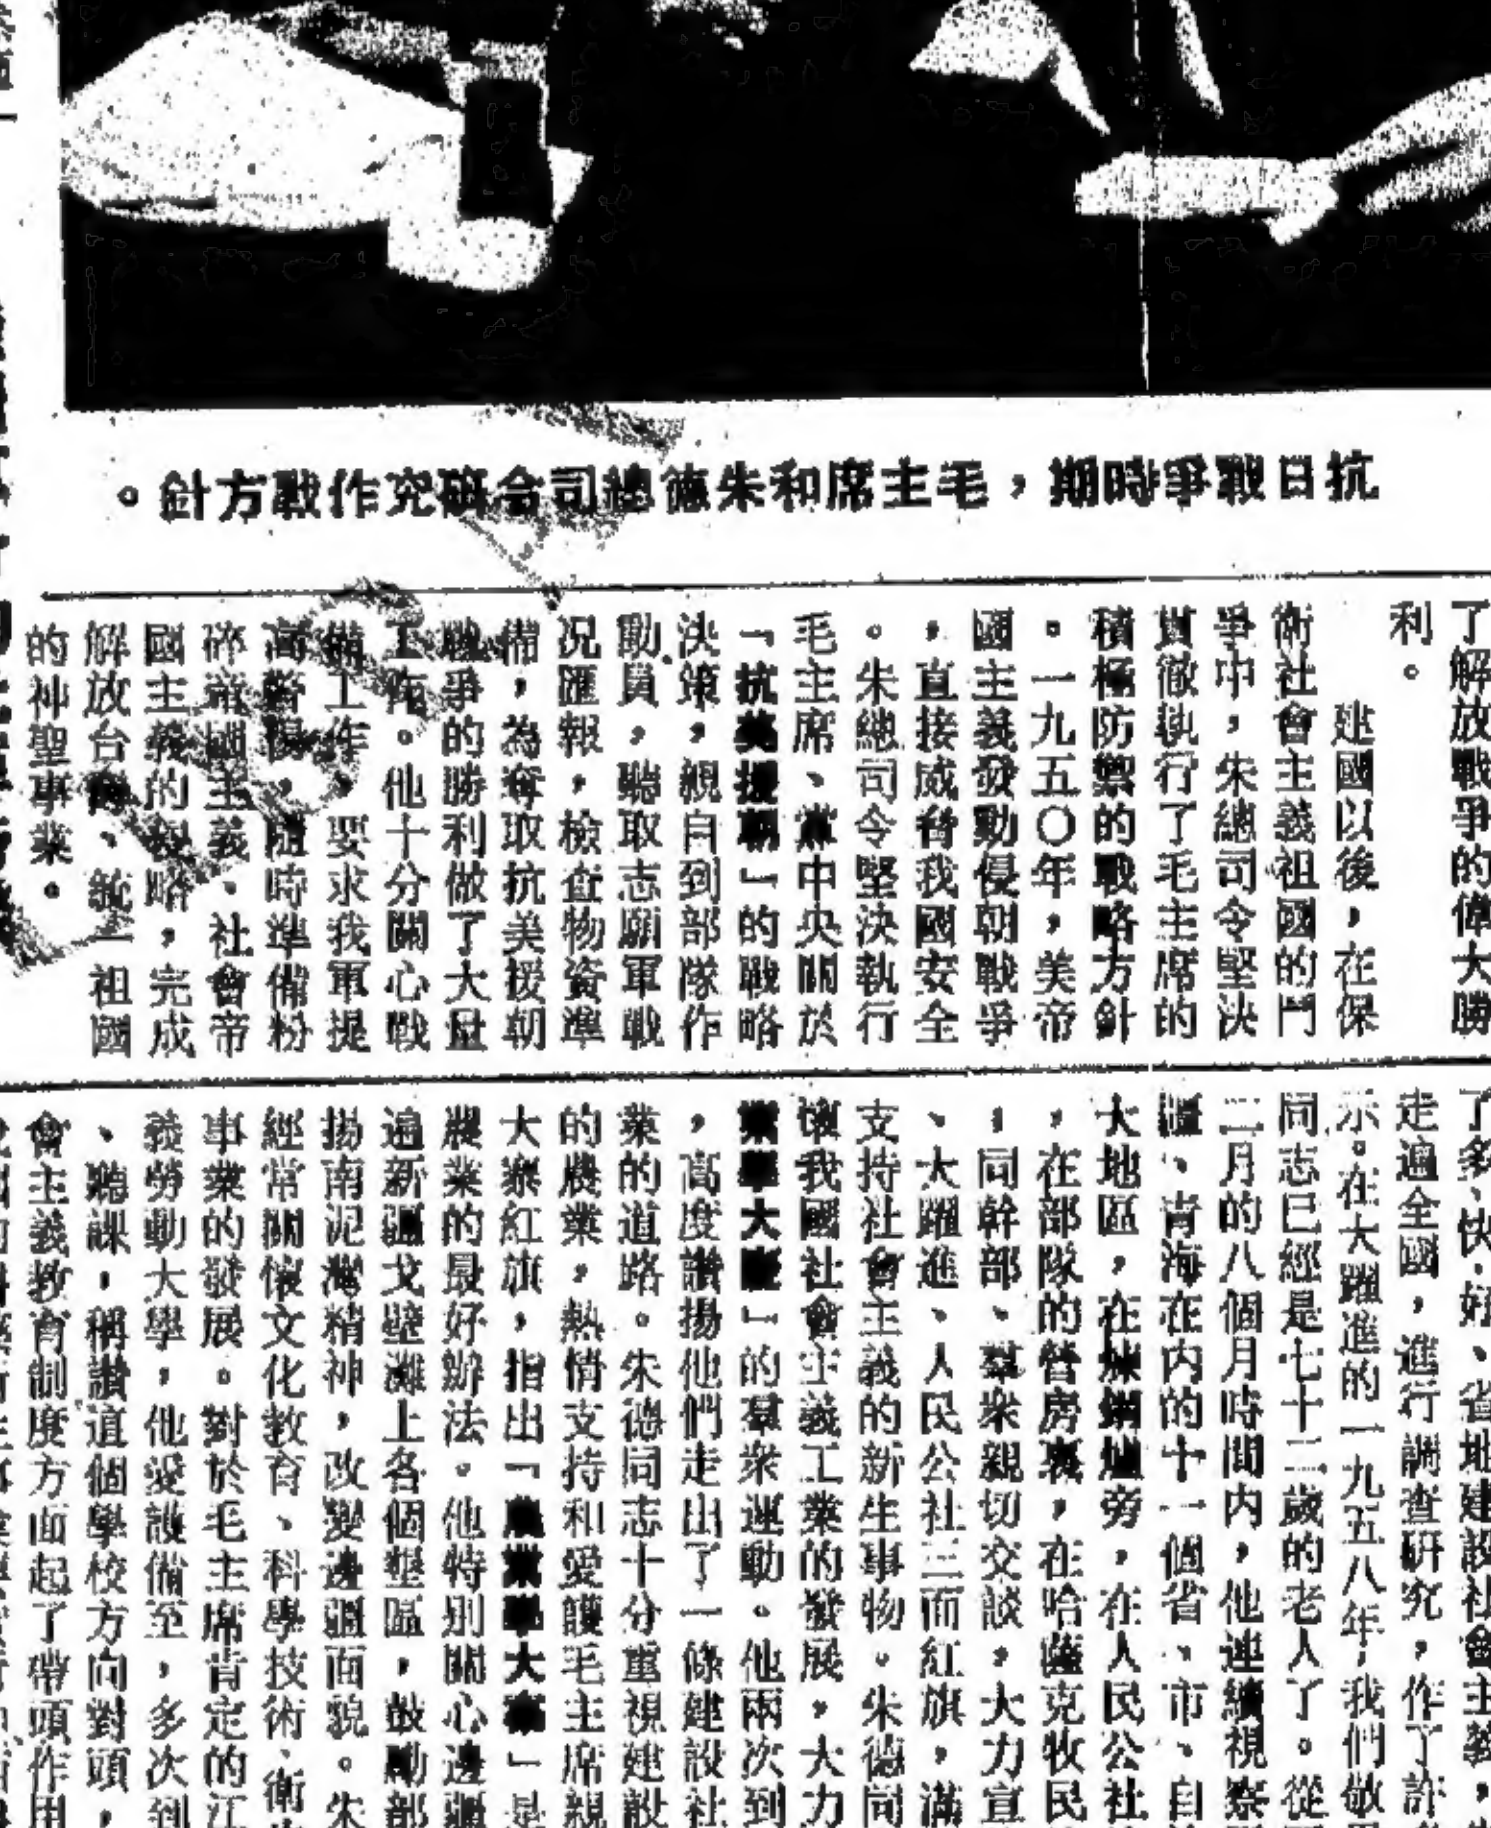 抗日戰爭時期，毛主席和朱德總司令研究作戰方針。
了解放戰爭的偉大勝
利。
建國以後，在保
衛社會主義祖國的鬥
爭中，朱總司令堅決
貫徹執行了毛主席的
積極防禦的戰略方針
。一九五〇年，美帝
國主義發動侵朝戰爭
，直接威脅我國安全
。朱總司令堅決執行
毛主席、黨中央關於
「抗美援朝」的戰略
決策，親自到部隊作
動員，聽取志願軍戰
况匯報，檢查物資準
備，為奪取抗美援朝
戰爭的勝利做了大量
工作。他十分關心戰
備工作，要求我軍提
高警惕，隨時準備粉
碎帝國主義、社會帝
國主義的侵略，完成
解放台灣、統一祖國
的神聖事業。
了多、快、好、省地建設社會主義，
走遍全國，進行調查研究，作了許
示。在大躍進的一九五八年，我們敬
同志已經是七十二歲的老人了。從
二月的八個月時間内，他連續視察
疆、青海在内的十一個省、市、自
大地區，在煉鋼爐旁，在人民公社
，在部隊的營房裏，在哈薩克牧民
，同幹部、羣衆親切交談，大力宣
、大躍進、人民公社三面紅旗，滿
支持社會主義的新生事物。朱德同
懷我國社會主義工業的發展，大力
業學大慶」的羣衆運動。他兩次到
，高度讚揚他們走出了一條建設社
業的道路。朱德同志十分重視建設
的農業，熱情支持和愛護毛主席親
大寨紅旗，指出「農業學大寨」是
農業的最好辦法。他特別關心邊疆
遍新疆戈壁灘上各個墾區，鼓勵部
揚南泥灣精神，改變邊疆面貌。朱
經常關懷文化教育、科學技術、衛
事業的發展。對於毛主席肯定的江
義勞動大學，他愛護備至，多次到
、聽課，稱讚這個學校方向對頭，
會主義教育制度方面起了帶頭作用